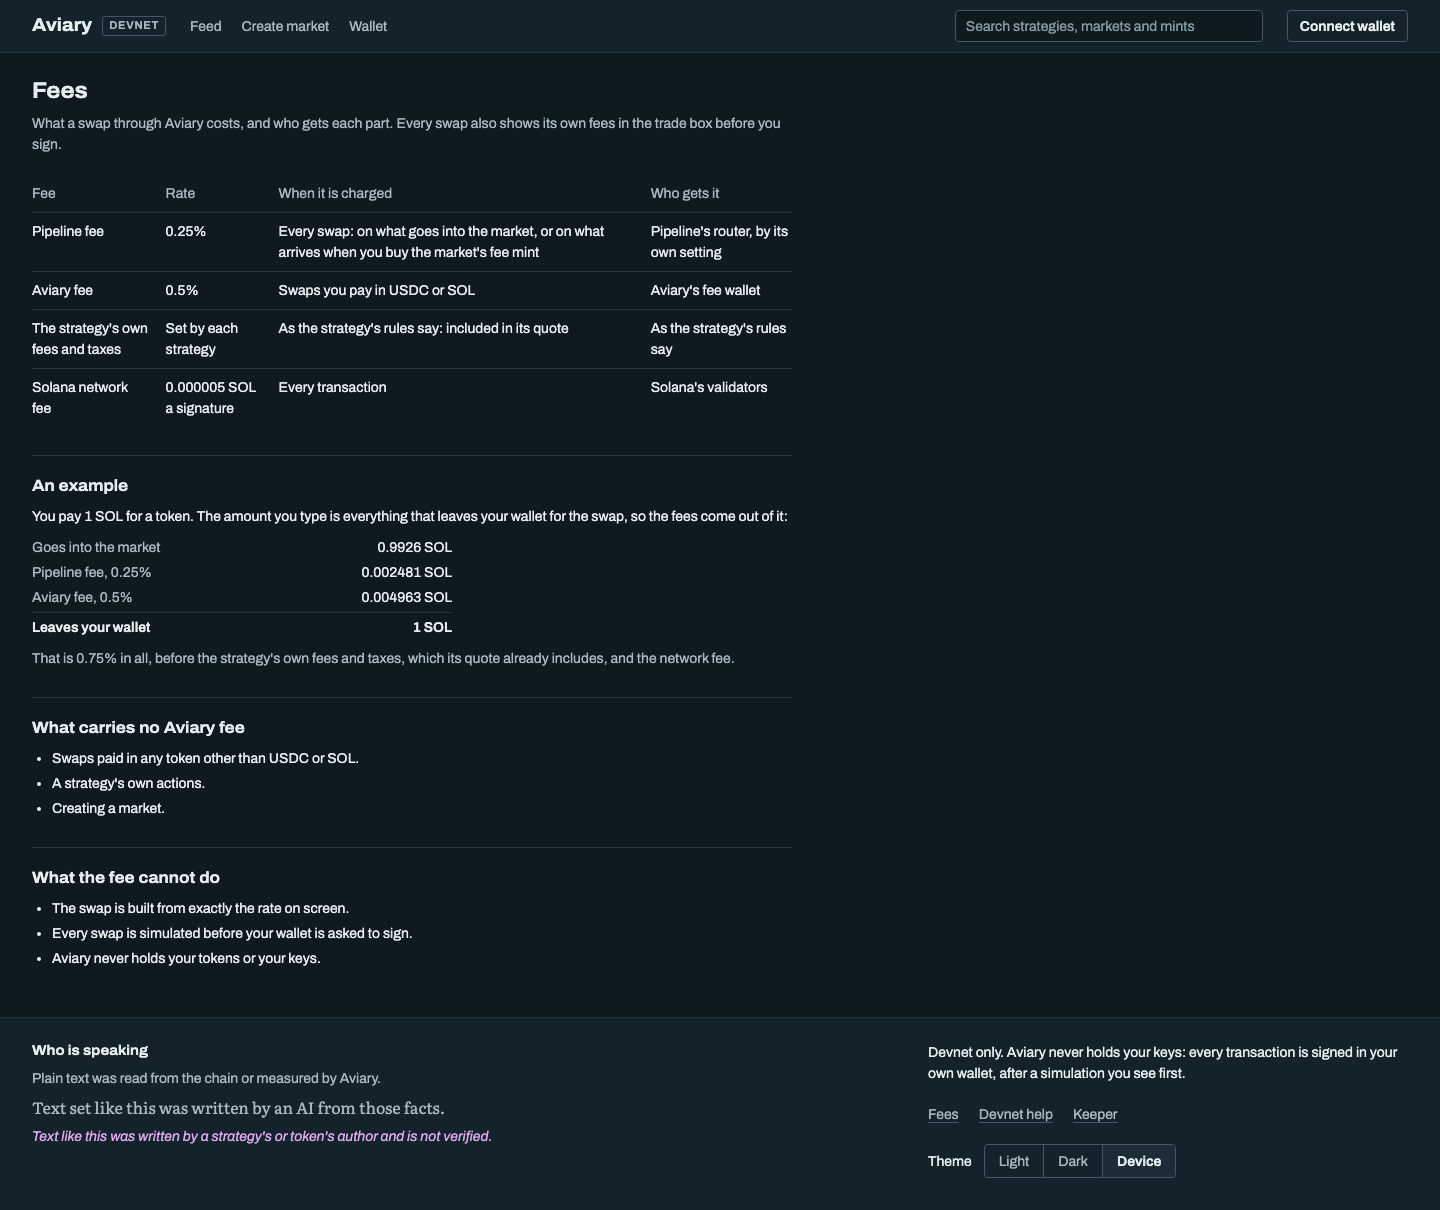 Aviary DEVNET Feed Create market Wallet Search strategies, markets and mints Connect wallet
Fees
What a swap through Aviary costs, and who gets each part. Every swap also shows its own fees in the trade box before you
sign.
Fee Rate When it is charged Who gets it
Pipeline fee 0.25% Every swap: on what goes into the market, or on what Pipeline's router, by its
arrives when you buy the market's fee mint own setting
Aviary fee 0.5% Swaps you pay in USDC or SOL Aviary's fee wallet
The strategy's own Set by each As the strategy's rules say: included in its quote As the strategy's rules
fees and taxes strategy say
Solana network 0.000005 SOL Every transaction Solana's validators
fee a signature
An example
You pay 1 SOL for a token. The amount you type is everything that leaves your wallet for the swap, so the fees come out of it:
Goes into the market 0.9926 SOL
Pipeline fee, 0.25% 0.002481 SOL
Aviary fee, 0.5% 0.004963 SOL
Leaves your wallet 1 SOL
That is 0.75% in all, before the strategy's own fees and taxes, which its quote already includes, and the network fee.
What carries no Aviary fee
• Swaps paid in any token other than USDC or SOL.
• A strategy's own actions.
• Creating a market.
What the fee cannot do
• The swap is built from exactly the rate on screen.
• Every swap is simulated before your wallet is asked to sign.
• Aviary never holds your tokens or your keys.
Who is speaking
Plain text was read from the chain or measured by Aviary.
Text set like this was written by an AI from those facts.
Text like this was written by a strategy's or token's author and is not verified.
Devnet only. Aviary never holds your keys: every transaction is signed in your
own wallet, after a simulation you see first.
Fees Devnet help Keeper
Theme Light Dark Device